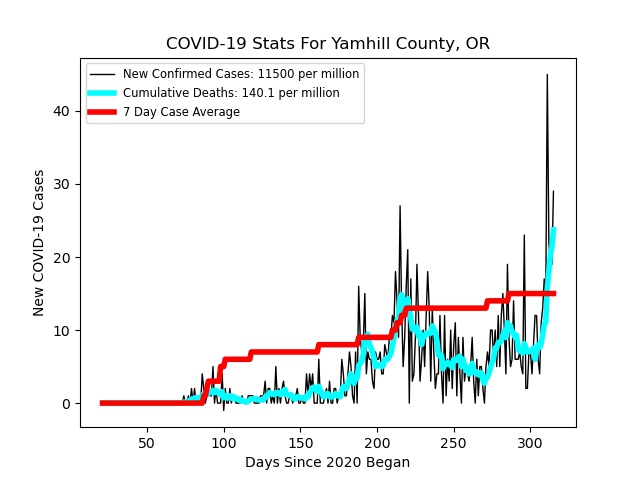 COVID-19 Stats For Yamhill County, OR
New Confirmed Cases: 11500 per million
Cumulative Deaths: 140.1 per million
7 Day Case Average
New COVID-19 Cases
40
30
20
10
0
50 100 150 200 250 300
Days Since 2020 Began